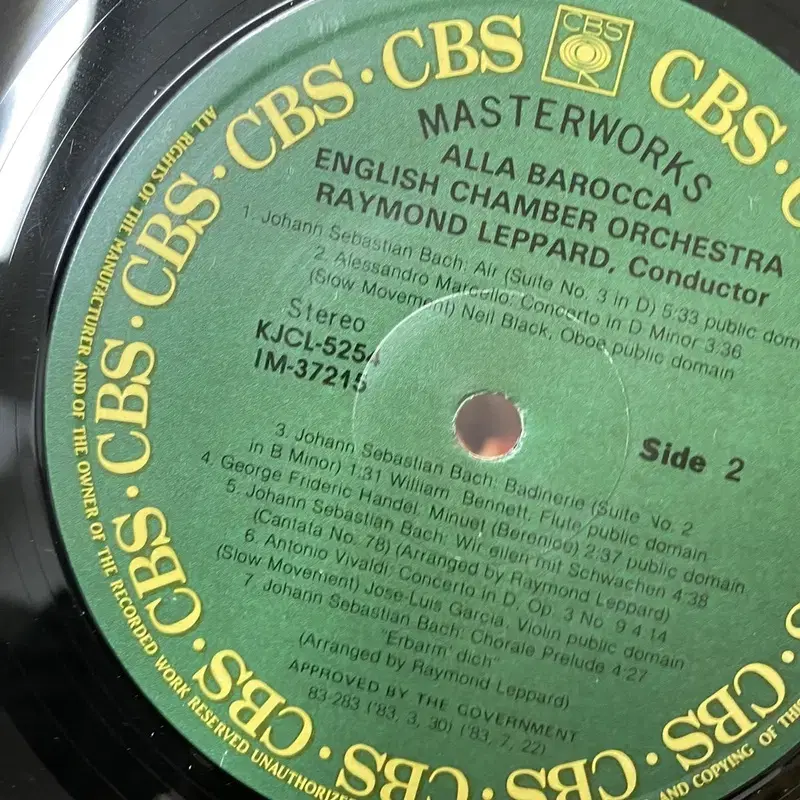 CBS · CBS · CBS · CBS · CBS · CBS · CBS
CBS
MASTERWORKS
ALLA BAROCCA
ENGLISH CHAMBER ORCHESTRA
RAYMOND LEPPARD, Conductor
1. Johann Sebastian Bach: Air (Suite No. 3 in D) 5:33 public dom
2. Alessandro Marcello: Concerto in D Minor 3:36
(Slow Movement) Neil Black, Oboe public domain
Stereo
KJCL-5254
IM-37215
Side 2
3. Johann Sebastian Bach: Badinerie (Suite No. 2
in B Minor) 1:31 William Bennett, Flute public domain
4. George Frideric Handel: Minuet (Berenice) 2:37 public domain
5. Johann Sebastian Bach: Wir eilen mit Schwachen 4:38
(Cantata No. 78) (Arranged by Raymond Leppard)
6. Antonio Vivaldi: Concerto in D, Op. 3 No. 9 4:14
(Slow Movement) Jose-Luis Garcia, Violin public domain
7. Johann Sebastian Bach: Chorale Prelude 4:27
"Erbarm' dich"
(Arranged by Raymond Leppard)
APPROVED BY THE GOVERNMENT
83-283 ('83, 3, 30) ('83, 7, 22)
ALL RIGHTS OF THE MANUFACTURER AND OF THE OWNER OF THE RECORDED WORK RESERVED UNAUTHORIZE
AND COPYING OF THI